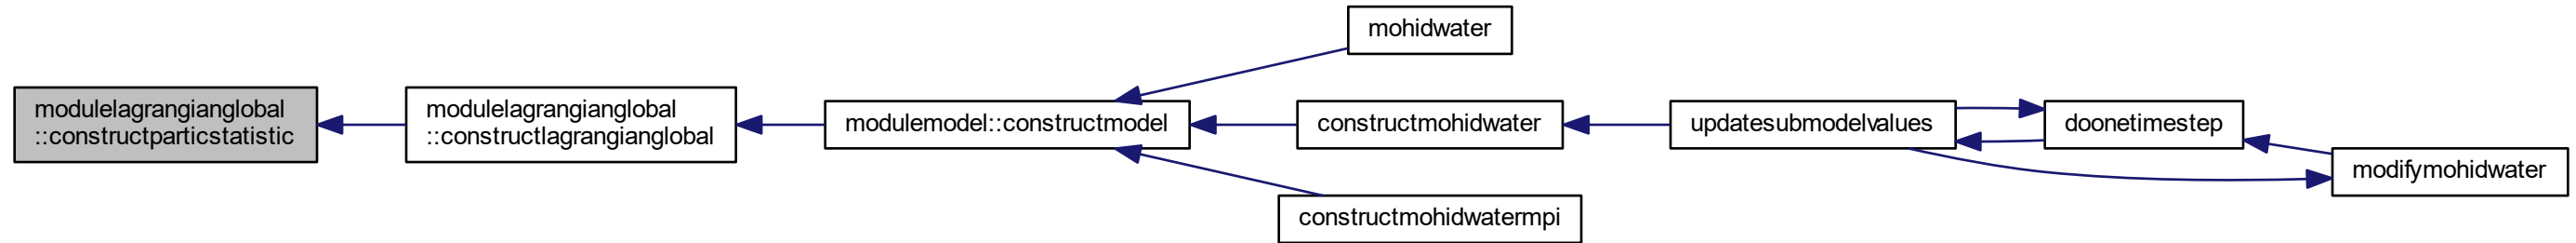 modulelagrangianglobal
::constructparticstatistic
modulelagrangianglobal
::constructlagrangianglobal
modulemodel::constructmodel
mohidwater
constructmohidwater
constructmohidwatermpi
updatesubmodelvalues
doonetimestep
modifymohidwater